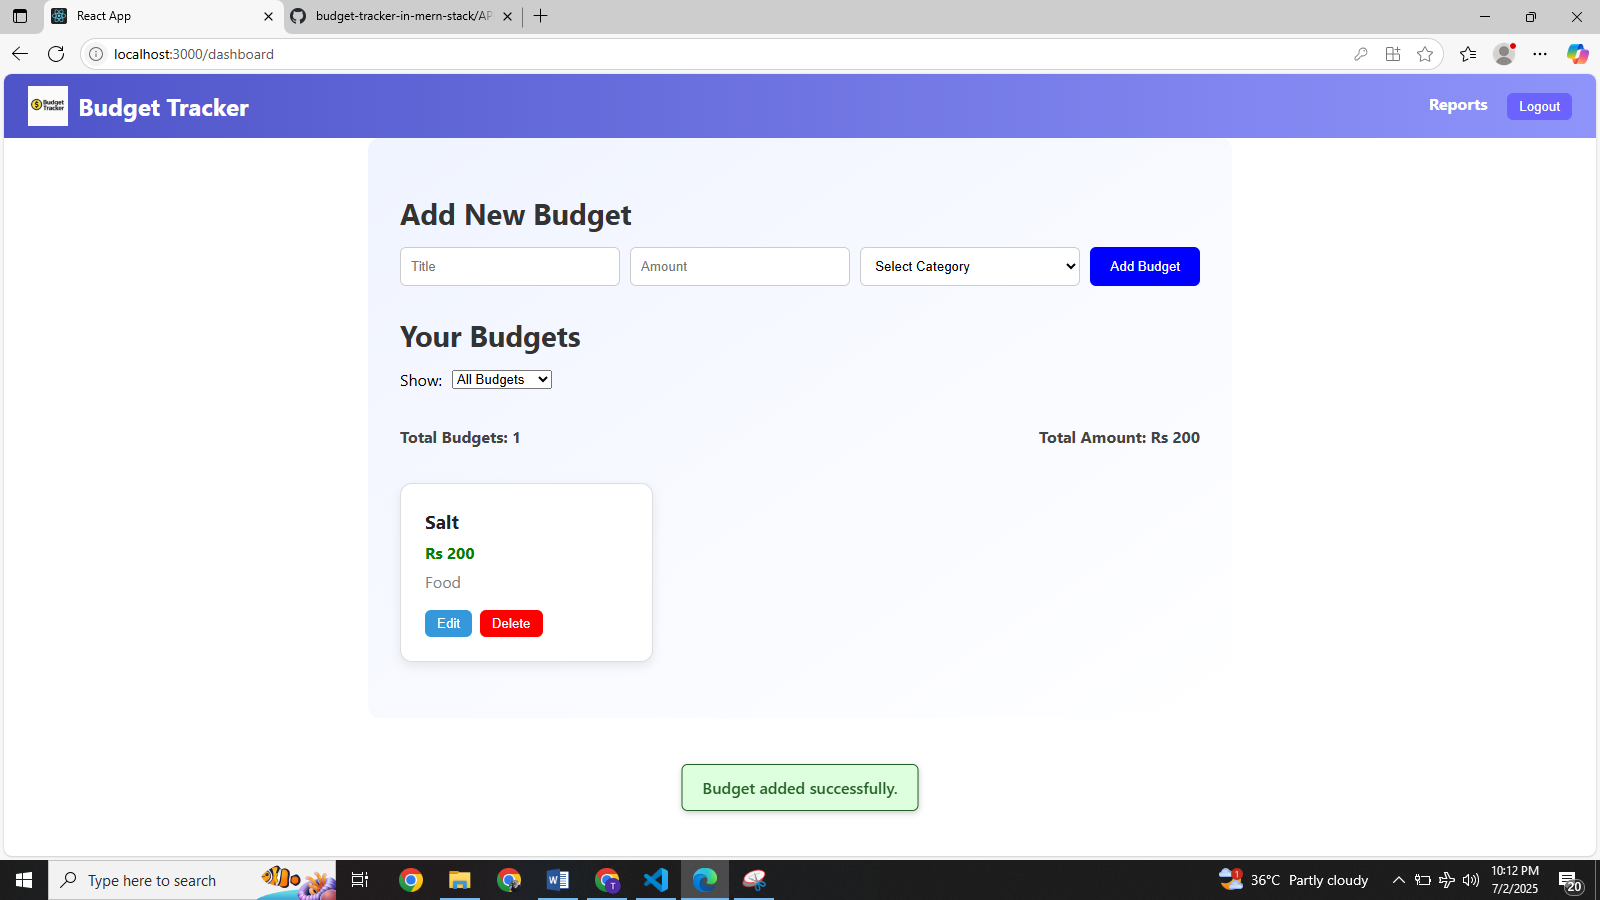 React App
budget-tracker-in-mern-stack/AP
localhost:3000/dashboard
Budget Tracker
Budget Tracker
Reports
Logout
Add New Budget
Title
Amount
Select Category
Add Budget
Your Budgets
Show:
All Budgets
Total Budgets: 1
Total Amount: Rs 200
Salt
Rs 200
Food
Edit
Delete
Budget added successfully.
Type here to search
1
36°C Partly cloudy
10:12 PM
7/2/2025
20